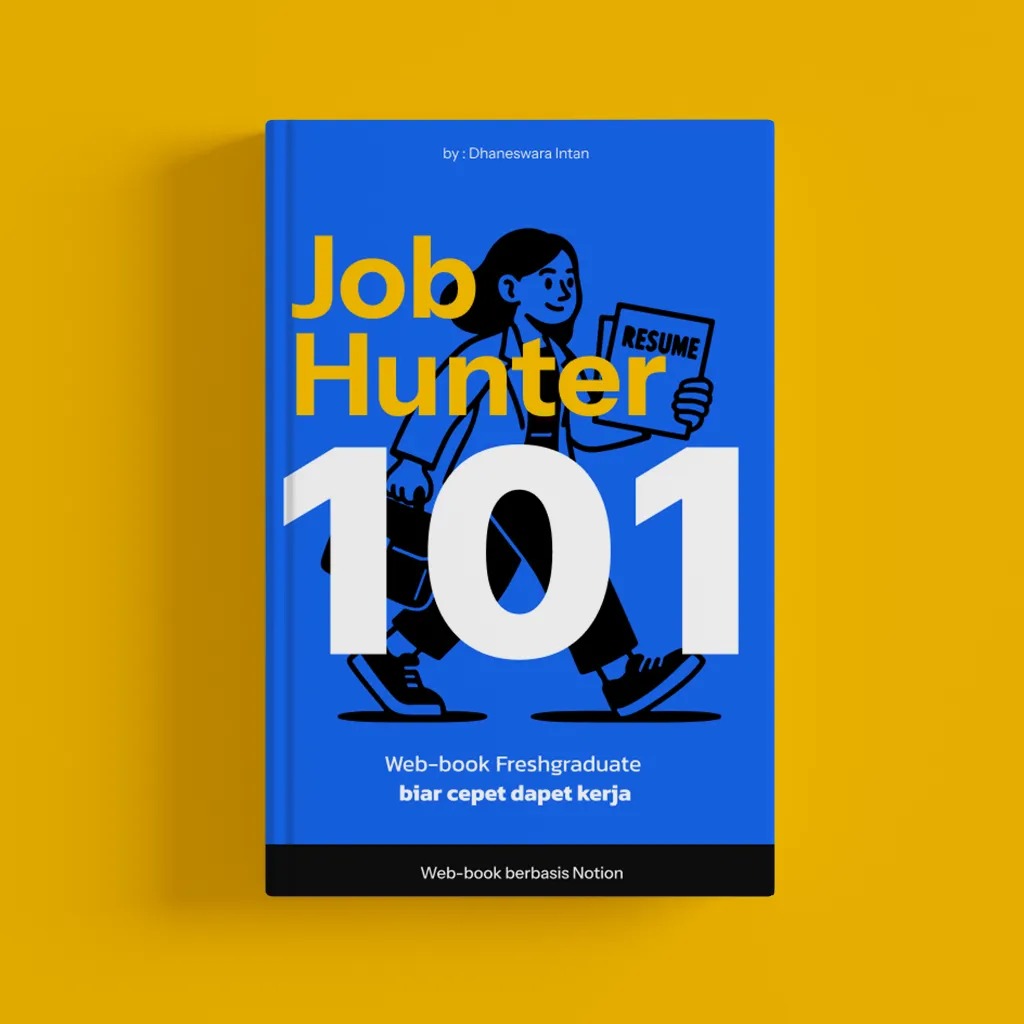 by : Dhaneswara Intan
Job
RESUME
Hunter
101
Web-book Freshgraduate
biar cepet dapet kerja
Web-book berbasis Notion